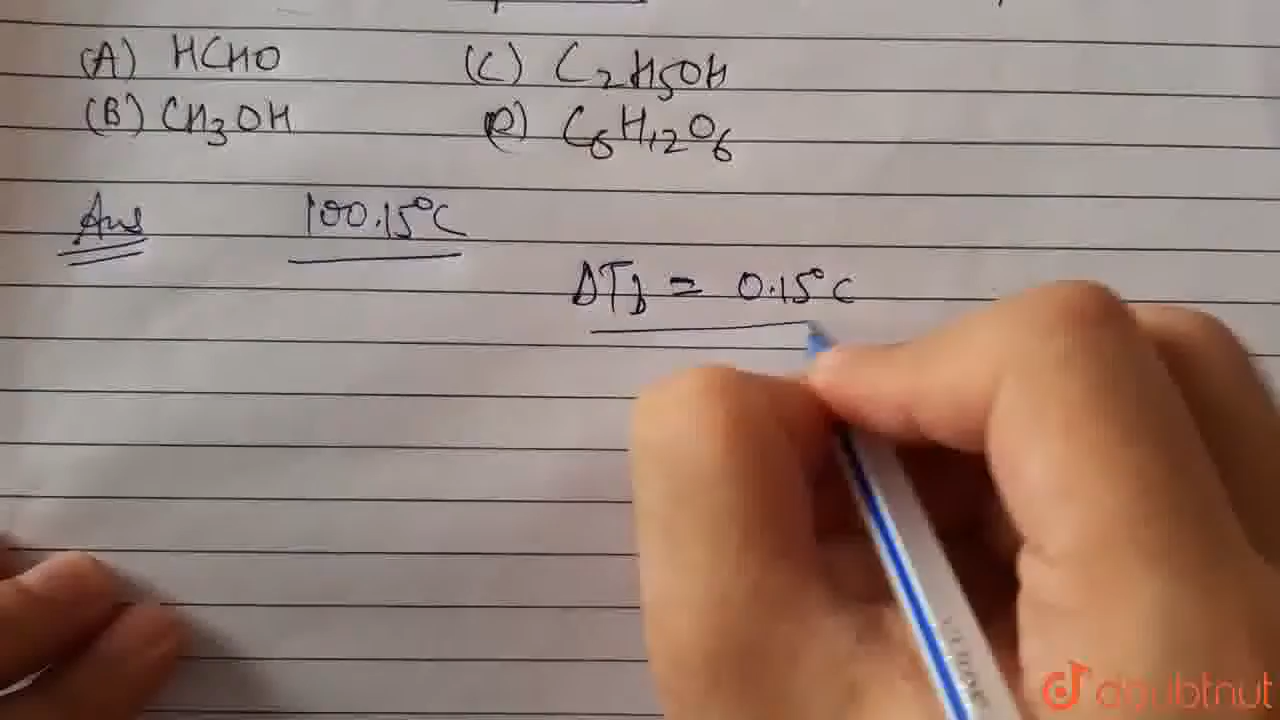 (A) HCHO (C) C2H5OH
(B) CH3OH (D) C6H12O6
Ans 100.15°C
ΔTb = 0.15°C
doubtnut